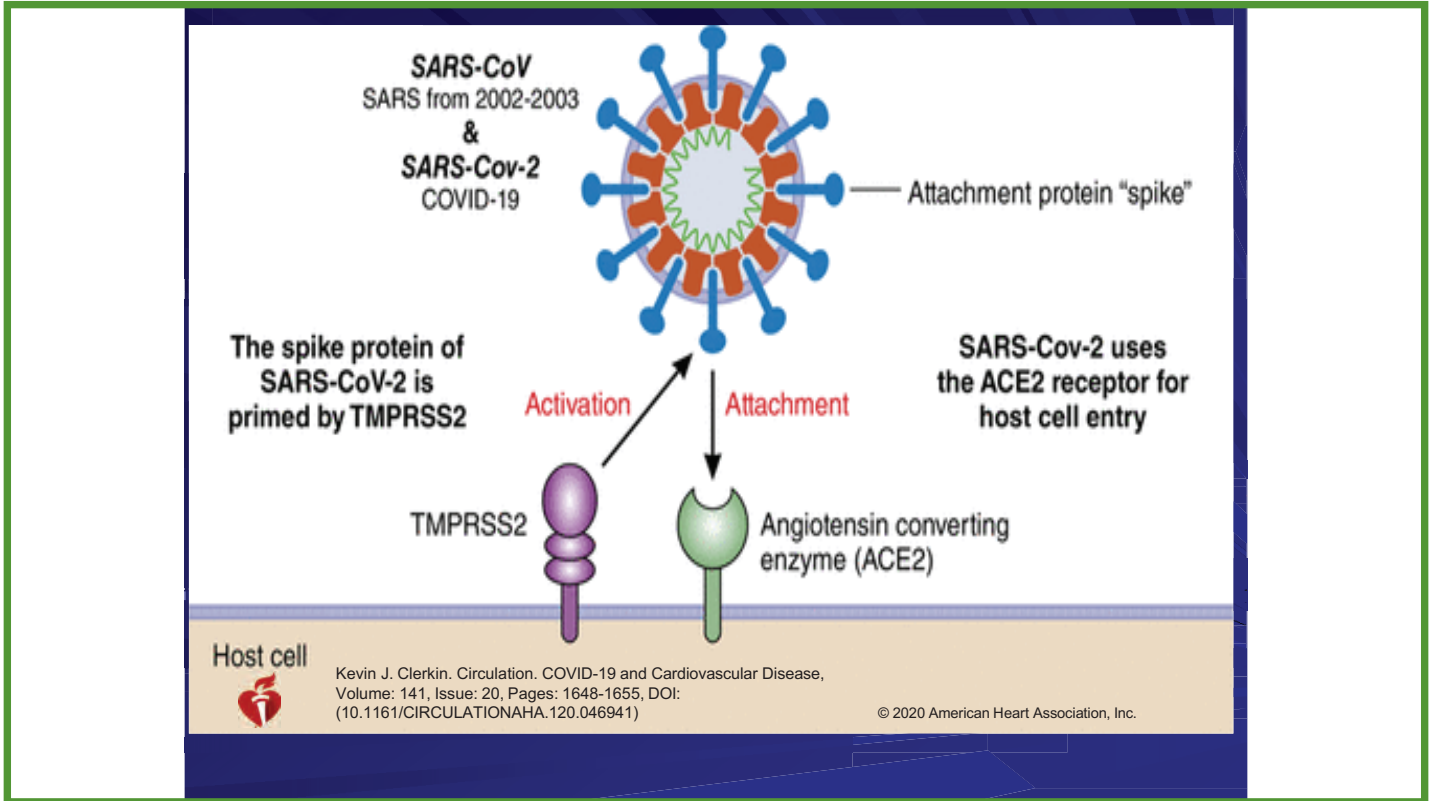 SARS-CoV
SARS from 2002-2003
&
SARS-Cov-2
COVID-19
Attachment protein “spike”
The spike protein of
SARS-CoV-2 is
primed by TMPRSS2
Activation
Attachment
SARS-Cov-2 uses
the ACE2 receptor for
host cell entry
TMPRSS2
Angiotensin converting
enzyme (ACE2)
Host cell
Kevin J. Clerkin. Circulation. COVID-19 and Cardiovascular Disease,
Volume: 141, Issue: 20, Pages: 1648-1655, DOI:
(10.1161/CIRCULATIONAHA.120.046941)
© 2020 American Heart Association, Inc.